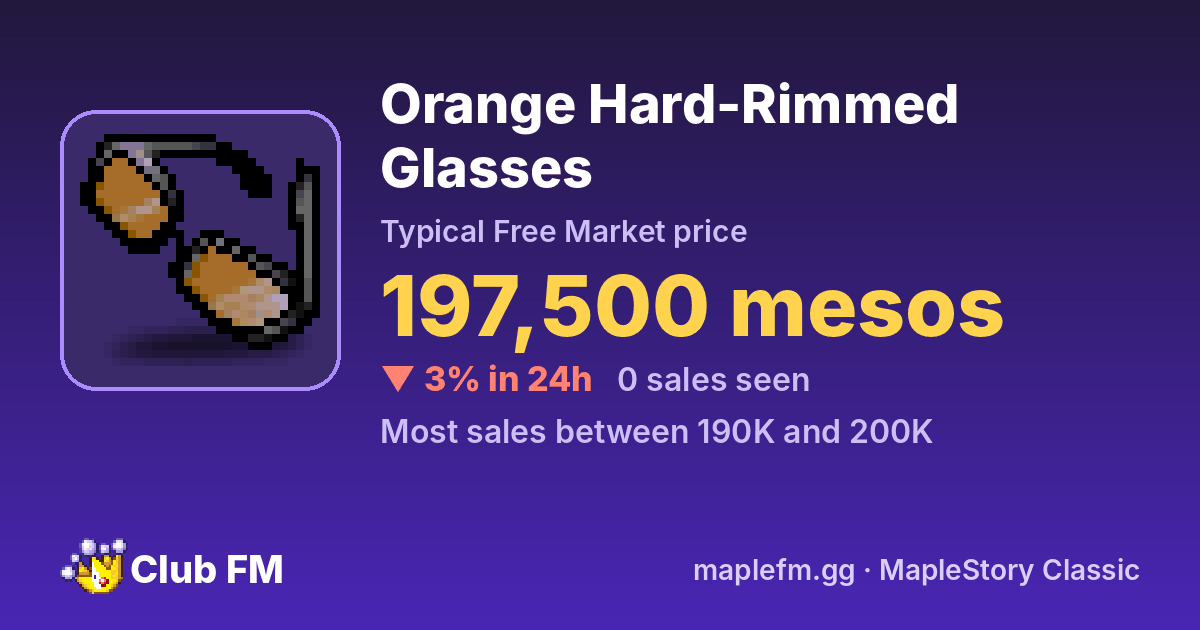 Orange Hard-Rimmed
Glasses
Typical Free Market price
197,500 mesos
▼ 3% in 24h 0 sales seen
Most sales between 190K and 200K
Club FM
maplefm.gg · MapleStory Classic